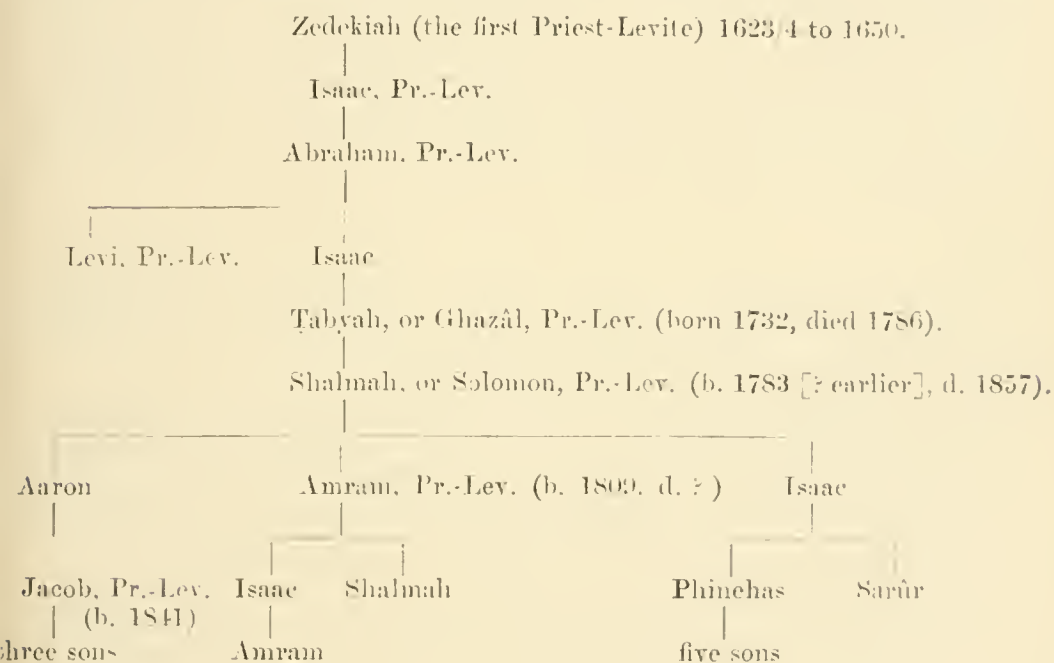 Zedekiah (the first Priest-Levite) 1623/4 to 1650.
Isaac, Pr.-Lev.
Abraham, Pr.-Lev.
Levi, Pr.-Lev. Isaac
Ṭabyah, or Ghazâl, Pr.-Lev. (born 1732, died 1786).
Shalmah, or Solomon, Pr.-Lev. (b. 1783 [? earlier], d. 1857).
Aaron Amram, Pr.-Lev. (b. 1809. d. ?) Isaac
Jacob, Pr.-Lev. Isaac Shalmah Phinehas Sarûr
(b. 1841)
three sons Amram five sons